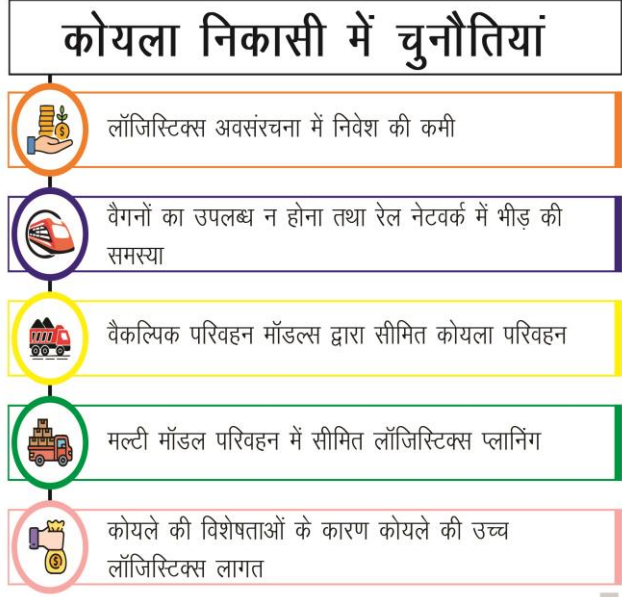 कोयला निकासी में चुनौतियां
लॉजिस्टिक्स अवसंरचना में निवेश की कमी
वैगनों का उपलब्ध न होना तथा रेल नेटवर्क में भीड़ की
समस्या
वैकल्पिक परिवहन मॉडल्स द्वारा सीमित कोयला परिवहन
मल्टी मॉडल परिवहन में सीमित लॉजिस्टिक्स प्लानिंग
कोयले की विशेषताओं के कारण कोयले की उच्च
लॉजिस्टिक्स लागत